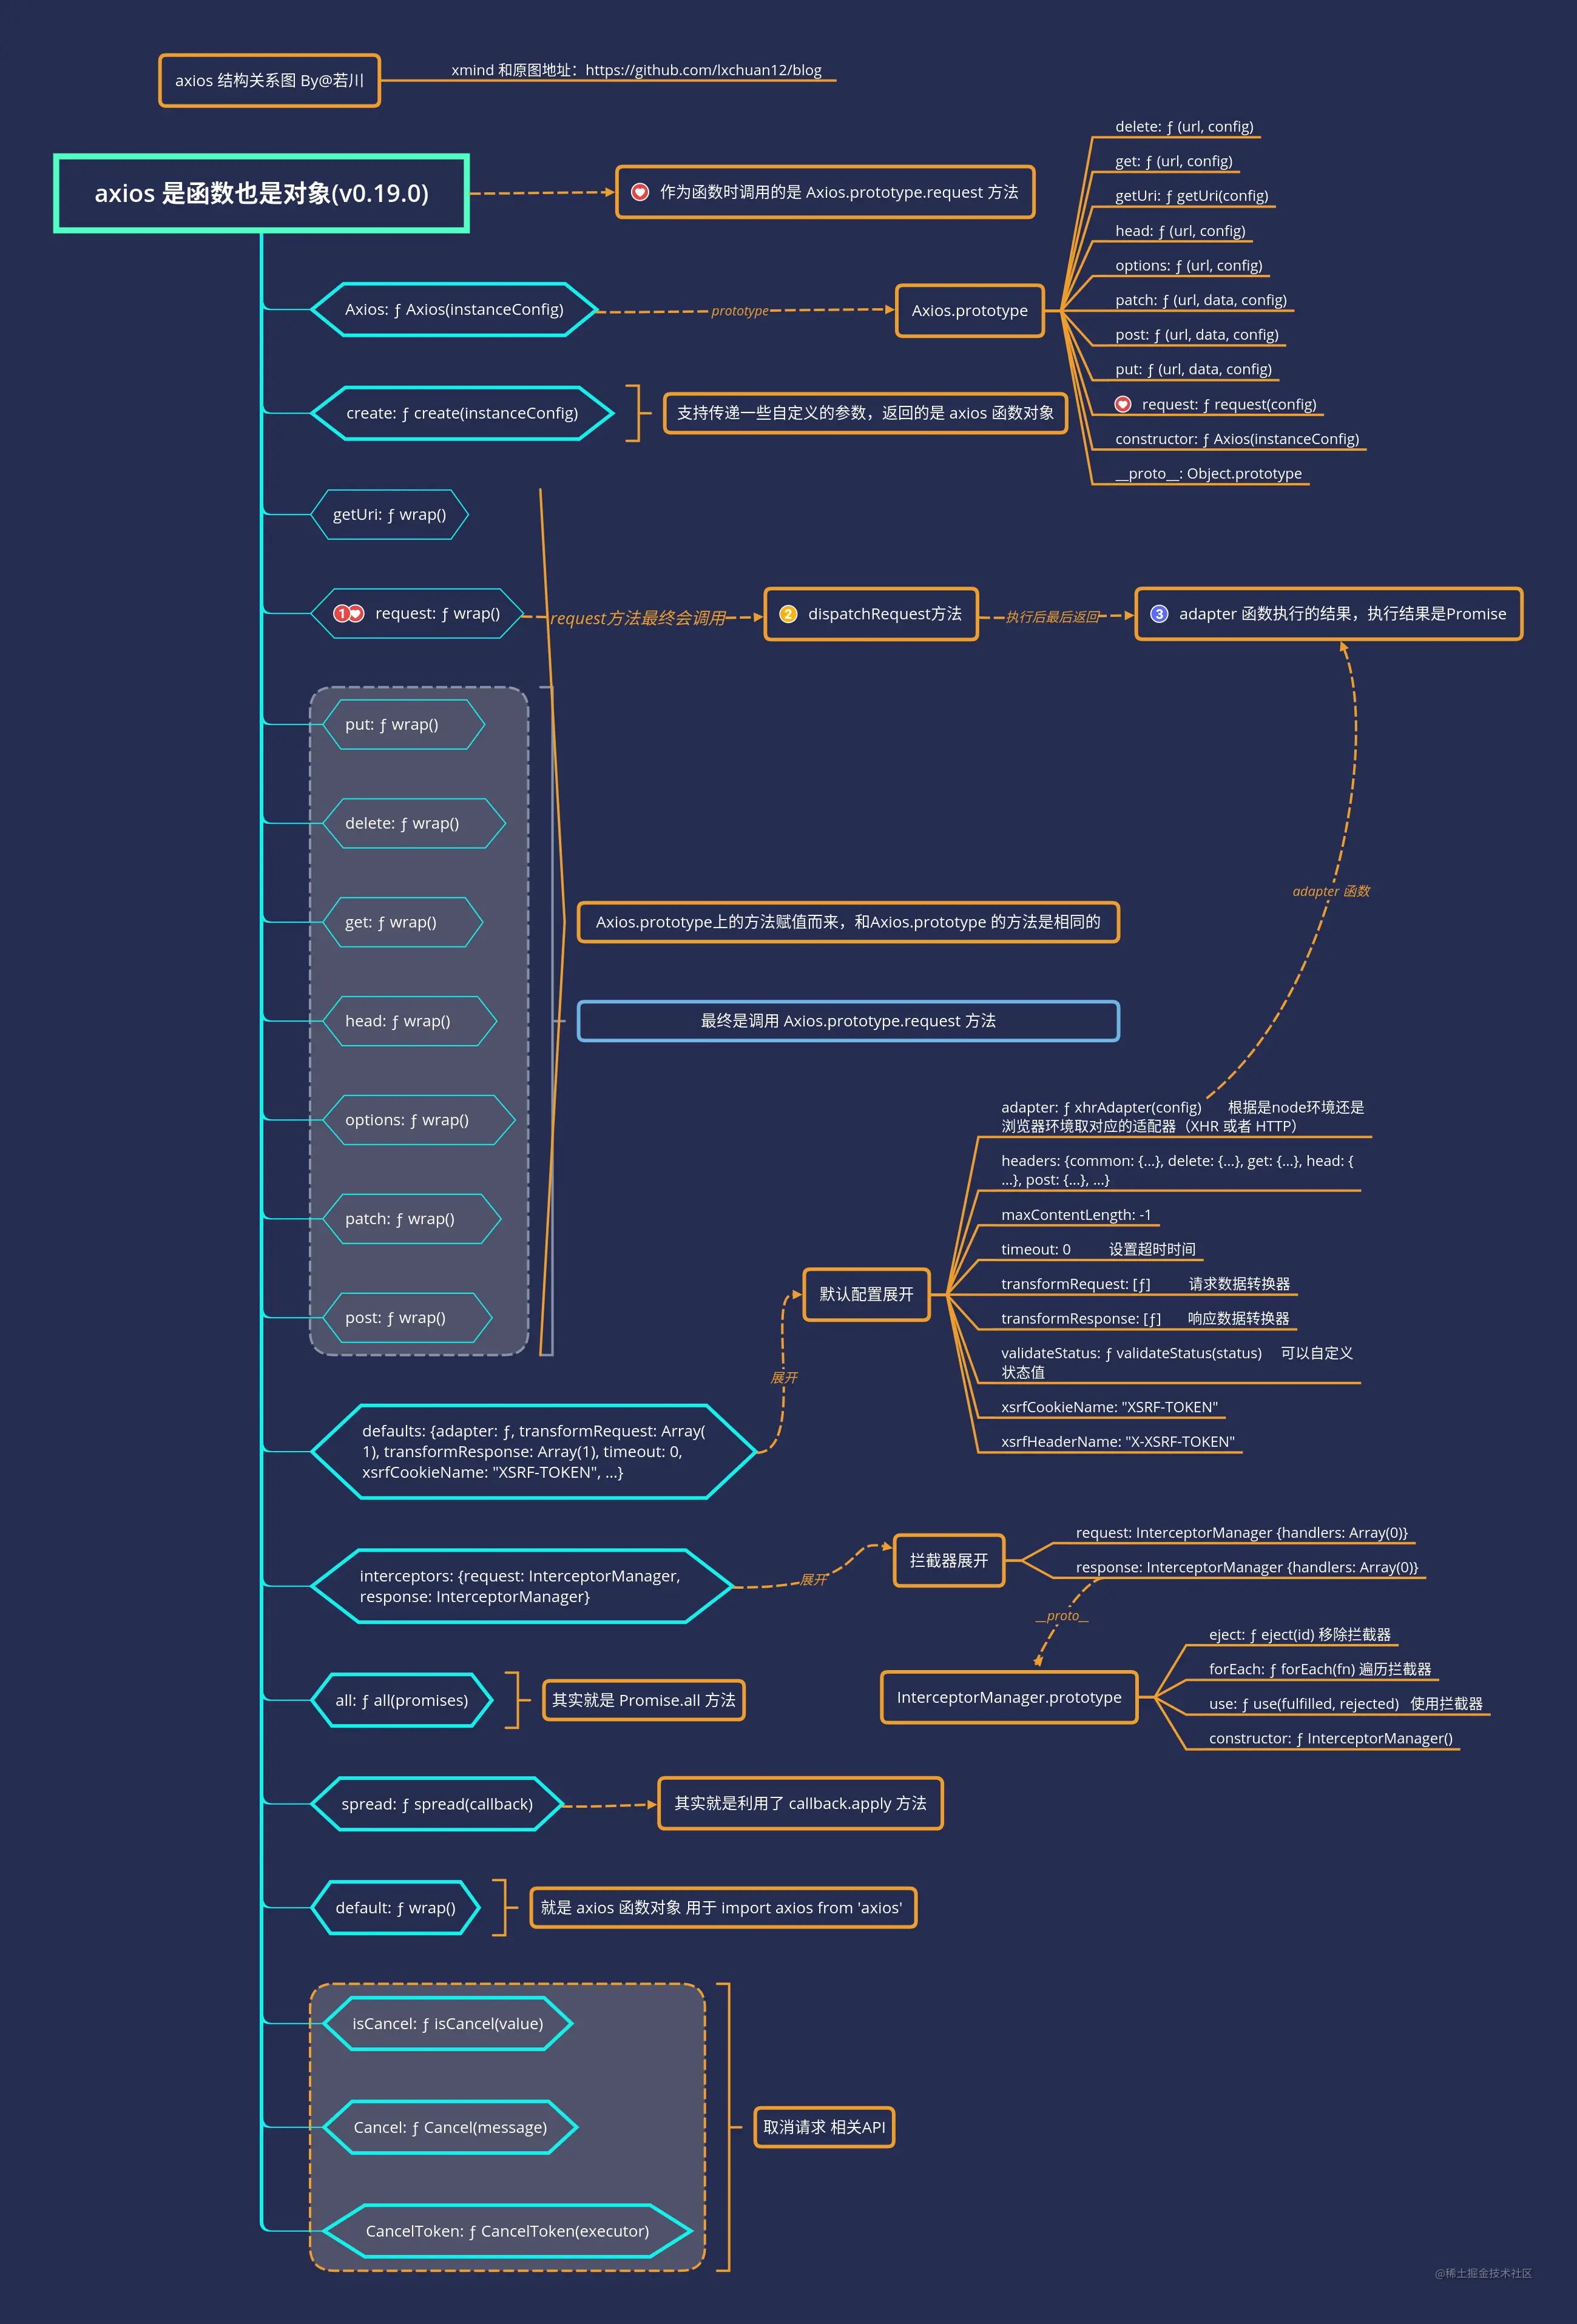 axios 结构关系图 By@若川
xmind 和原图地址：https://github.com/lxchuan12/blog
axios 是函数也是对象(v0.19.0)
作为函数时调用的是 Axios.prototype.request 方法
Axios: ƒ Axios(instanceConfig)
prototype
Axios.prototype
delete: ƒ (url, config)
get: ƒ (url, config)
getUri: ƒ getUri(config)
head: ƒ (url, config)
options: ƒ (url, config)
patch: ƒ (url, data, config)
post: ƒ (url, data, config)
put: ƒ (url, data, config)
request: ƒ request(config)
constructor: ƒ Axios(instanceConfig)
__proto__: Object.prototype
create: ƒ create(instanceConfig)
支持传递一些自定义的参数，返回的是 axios 函数对象
getUri: ƒ wrap()
1 request: ƒ wrap()
request方法最终会调用
2 dispatchRequest方法
执行后最后返回
3 adapter 函数执行的结果，执行结果是Promise
put: ƒ wrap()
delete: ƒ wrap()
get: ƒ wrap()
head: ƒ wrap()
options: ƒ wrap()
patch: ƒ wrap()
post: ƒ wrap()
Axios.prototype上的方法赋值而来，和Axios.prototype 的方法是相同的
最终是调用 Axios.prototype.request 方法
adapter 函数
defaults: {adapter: ƒ, transformRequest: Array(
1), transformResponse: Array(1), timeout: 0,
xsrfCookieName: "XSRF-TOKEN", …}
展开
默认配置展开
adapter: ƒ xhrAdapter(config) 根据是node环境还是
浏览器环境取对应的适配器（XHR 或者 HTTP）
headers: {common: {…}, delete: {…}, get: {…}, head: {
…}, post: {…}, …}
maxContentLength: -1
timeout: 0 设置超时时间
transformRequest: [ƒ] 请求数据转换器
transformResponse: [ƒ] 响应数据转换器
validateStatus: ƒ validateStatus(status) 可以自定义
状态值
xsrfCookieName: "XSRF-TOKEN"
xsrfHeaderName: "X-XSRF-TOKEN"
interceptors: {request: InterceptorManager,
response: InterceptorManager}
展开
拦截器展开
request: InterceptorManager {handlers: Array(0)}
response: InterceptorManager {handlers: Array(0)}
__proto__
InterceptorManager.prototype
eject: ƒ eject(id) 移除拦截器
forEach: ƒ forEach(fn) 遍历拦截器
use: ƒ use(fulfilled, rejected) 使用拦截器
constructor: ƒ InterceptorManager()
all: ƒ all(promises)
其实就是 Promise.all 方法
spread: ƒ spread(callback)
其实就是利用了 callback.apply 方法
default: ƒ wrap()
就是 axios 函数对象 用于 import axios from 'axios'
isCancel: ƒ isCancel(value)
Cancel: ƒ Cancel(message)
CancelToken: ƒ CancelToken(executor)
取消请求 相关API
@稀土掘金技术社区